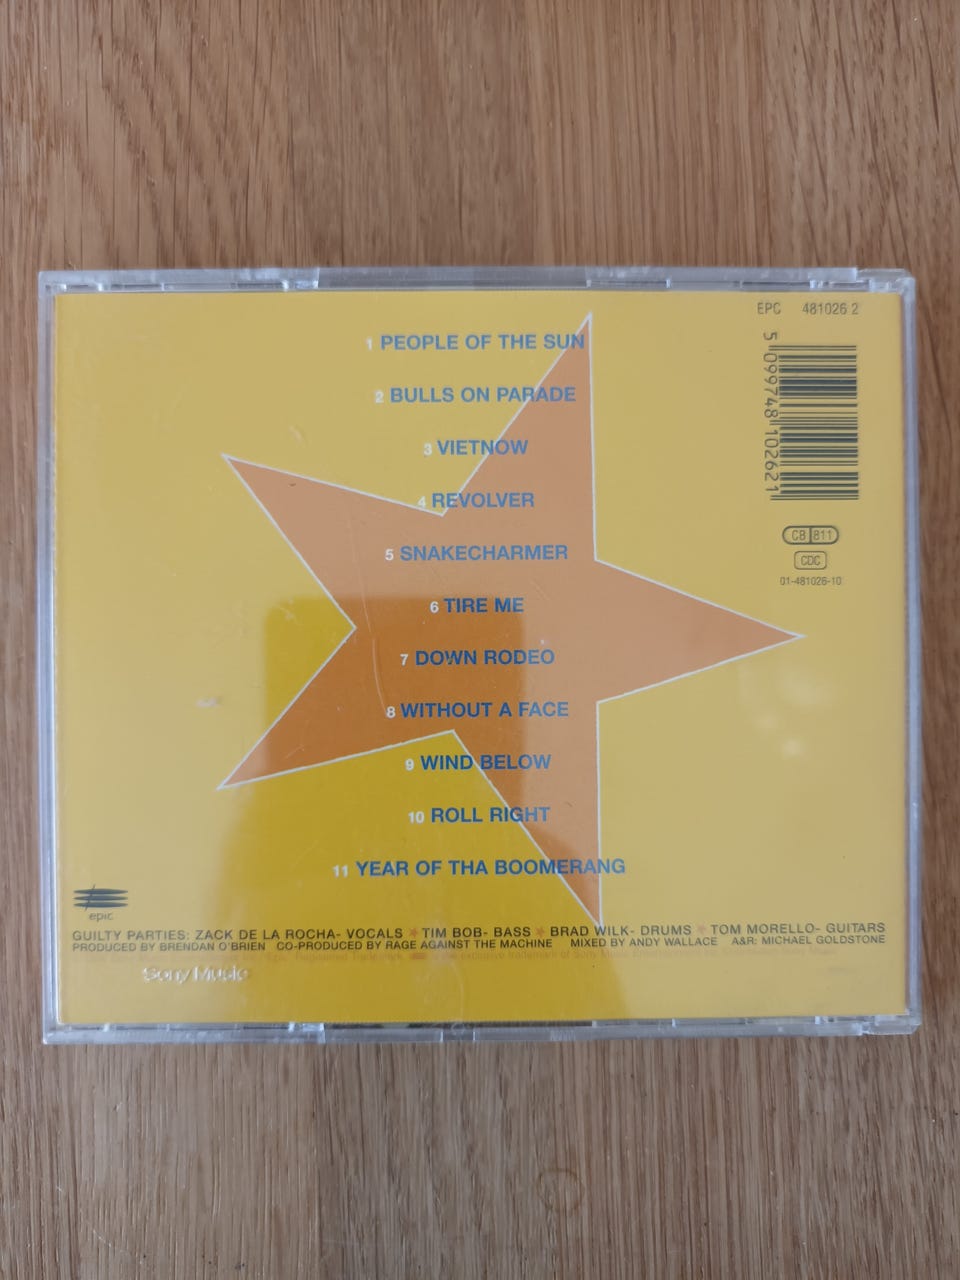 EPC 481026 2
5 099748 102621
1 PEOPLE OF THE SUN
2 BULLS ON PARADE
3 VIETNOW
4 REVOLVER
5 SNAKECHARMER
6 TIRE ME
7 DOWN RODEO
8 WITHOUT A FACE
9 WIND BELOW
10 ROLL RIGHT
11 YEAR OF THA BOOMERANG
CB 811
CDC
01-481026-10
epic
GUILTY PARTIES: ZACK DE LA ROCHA- VOCALS ★ TIM BOB- BASS ★ BRAD WILK- DRUMS ★ TOM MORELLO- GUITARS
PRODUCED BY BRENDAN O'BRIEN CO-PRODUCED BY RAGE AGAINST THE MACHINE MIXED BY ANDY WALLACE A&R: MICHAEL GOLDSTONE
Sony Music